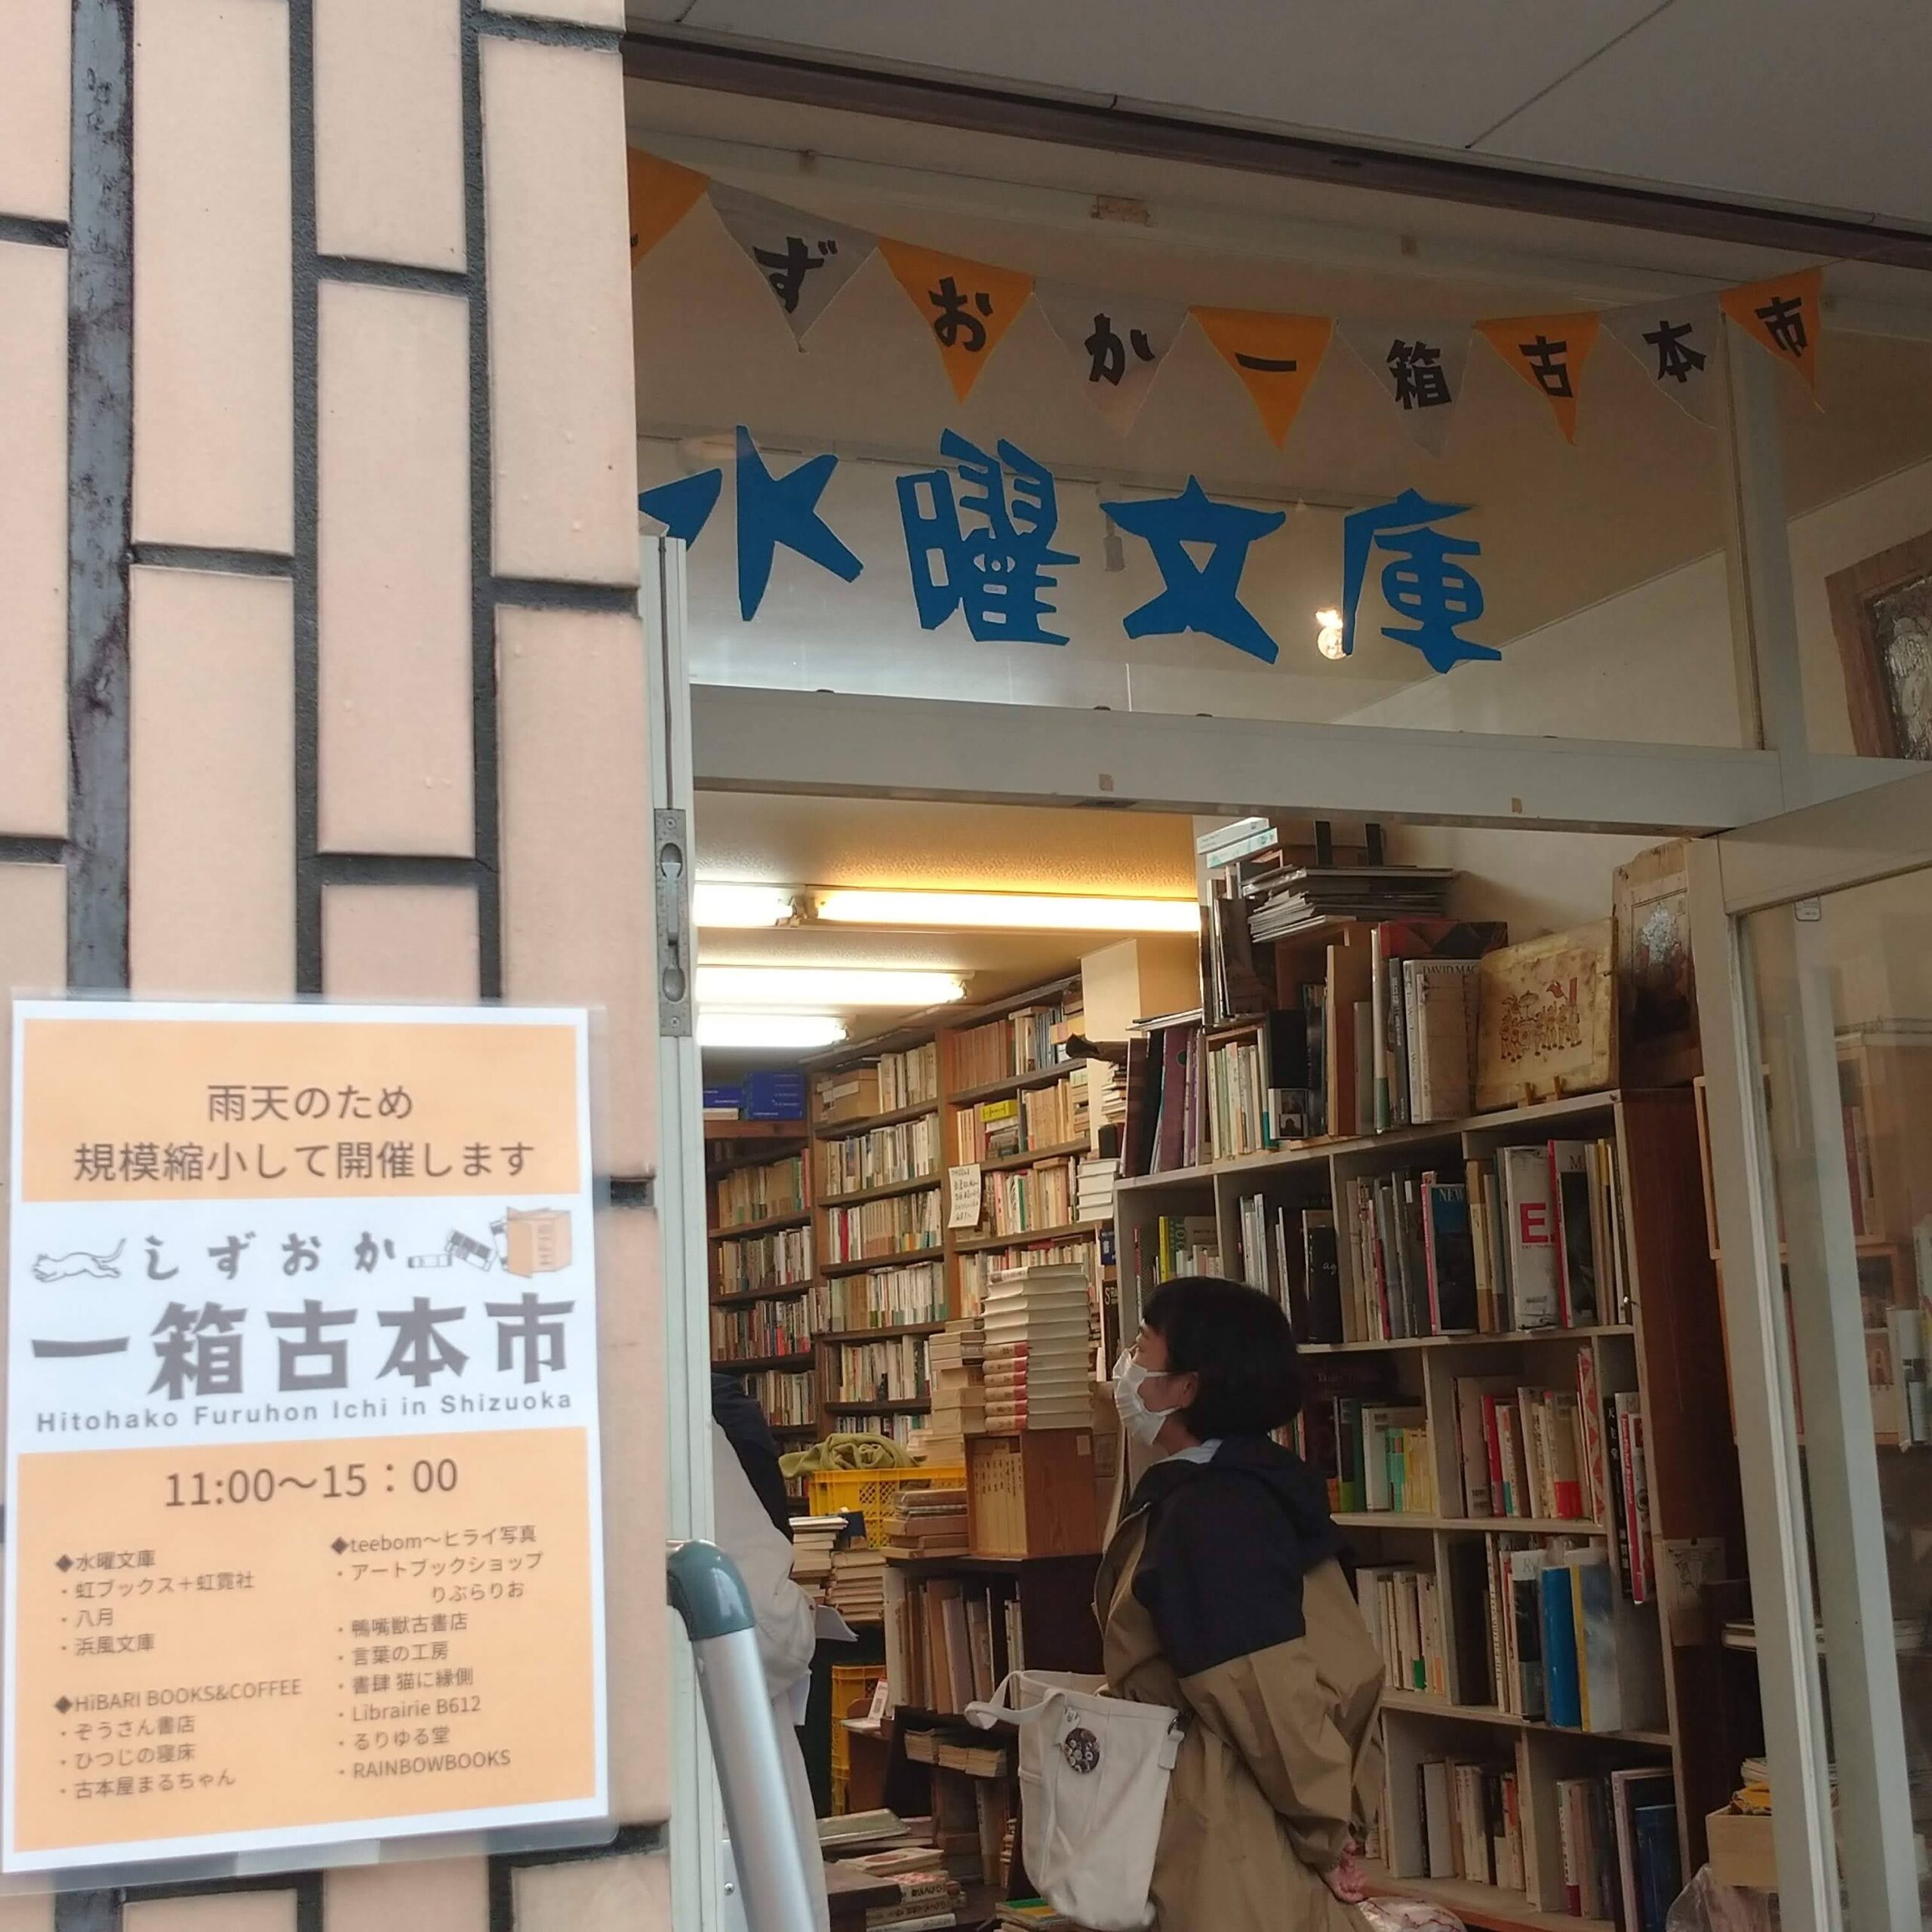 ずおか一箱古本市
水曜文庫
雨天のため
規模縮小して開催します
しずおか
一箱古本市
Hitohako Furuhon Ichi in Shizuoka
11:00～15：00
◆水曜文庫
・虹ブックス＋虹霓社
・八月
・浜風文庫
◆HiBARI BOOKS&COFFEE
・ぞうさん書店
・ひつじの寝床
・古本屋まるちゃん
◆teebom～ヒライ写真
・アートブックショップ
りぶらりお
・鴨嘴獣古書店
・言葉の工房
・書肆 猫に縁側
・Librairie B612
・るりゆる堂
・RAINBOWBOOKS
DAVID MAC
NEW